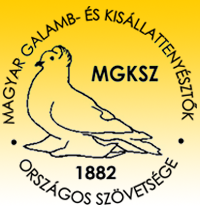 MAGYAR GALAMB- ÉS KISÁLLATTENYÉSZTŐK
MGKSZ
1882
ORSZÁGOS SZÖVETSÉGE